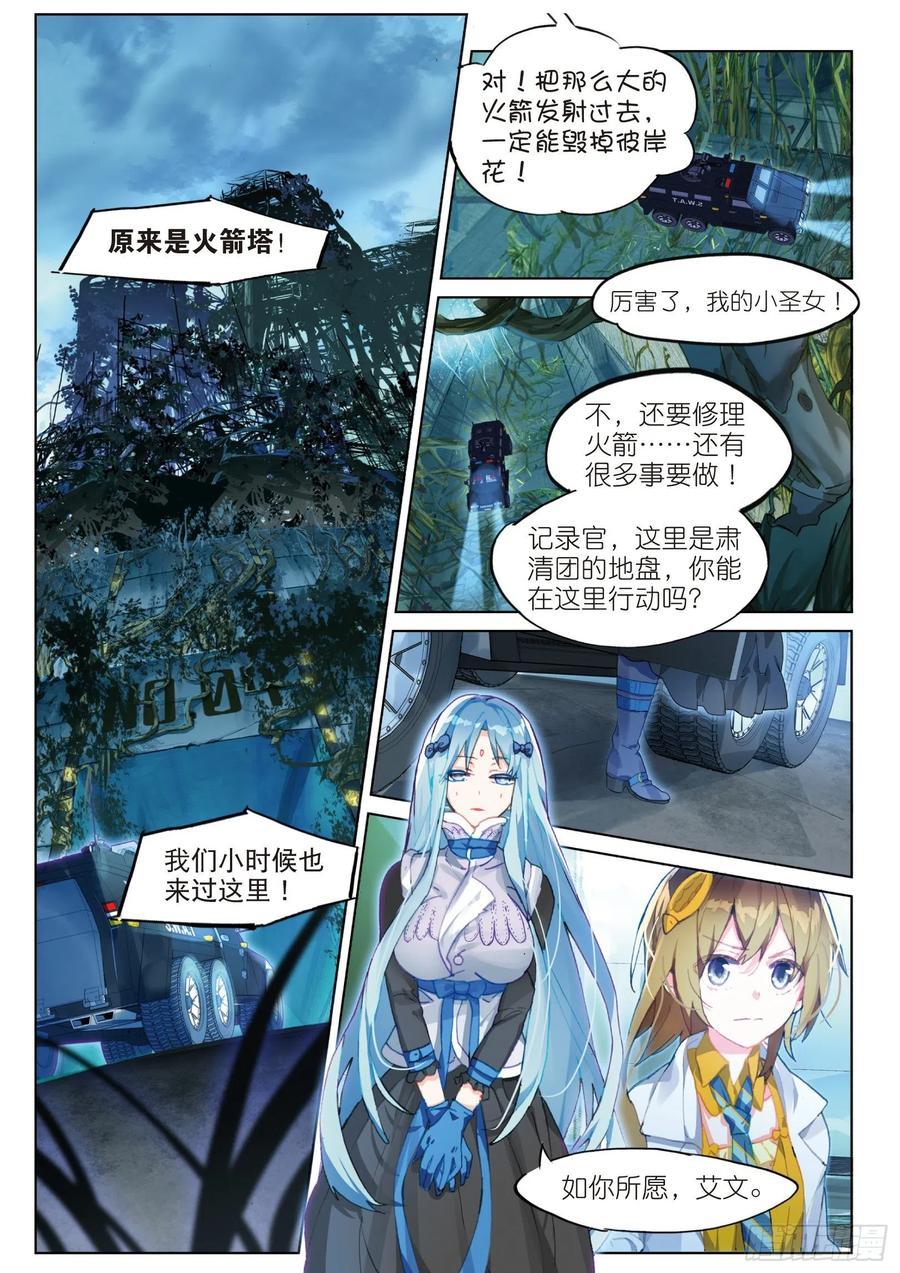 原来是火箭塔！
NO.04
我们小时候也
来过这里！
S.W.A.T
对！把那么大的
火箭发射过去，
一定能毁掉彼岸
花！
S.W.A.T
厉害了，我的小圣女！
不，还要修理
火箭……还有
很多事要做！
记录官，这里是肃
清团的地盘，你能
在这里行动吗？
如你所愿，艾文。